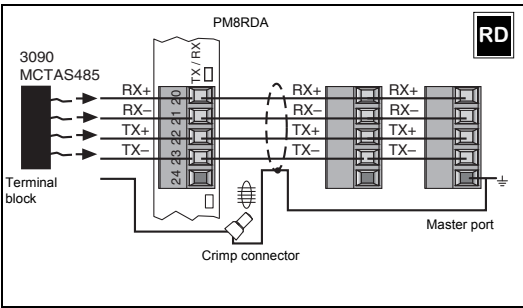 PM8RDA
RD
3090
MCTAS485
TX / RX
RX+ 20 RX+ RX+
RX– 21 RX– RX–
TX+ 22 TX+ TX+
TX– 23 TX– TX–
24
Terminal
block
Master port
Crimp connector